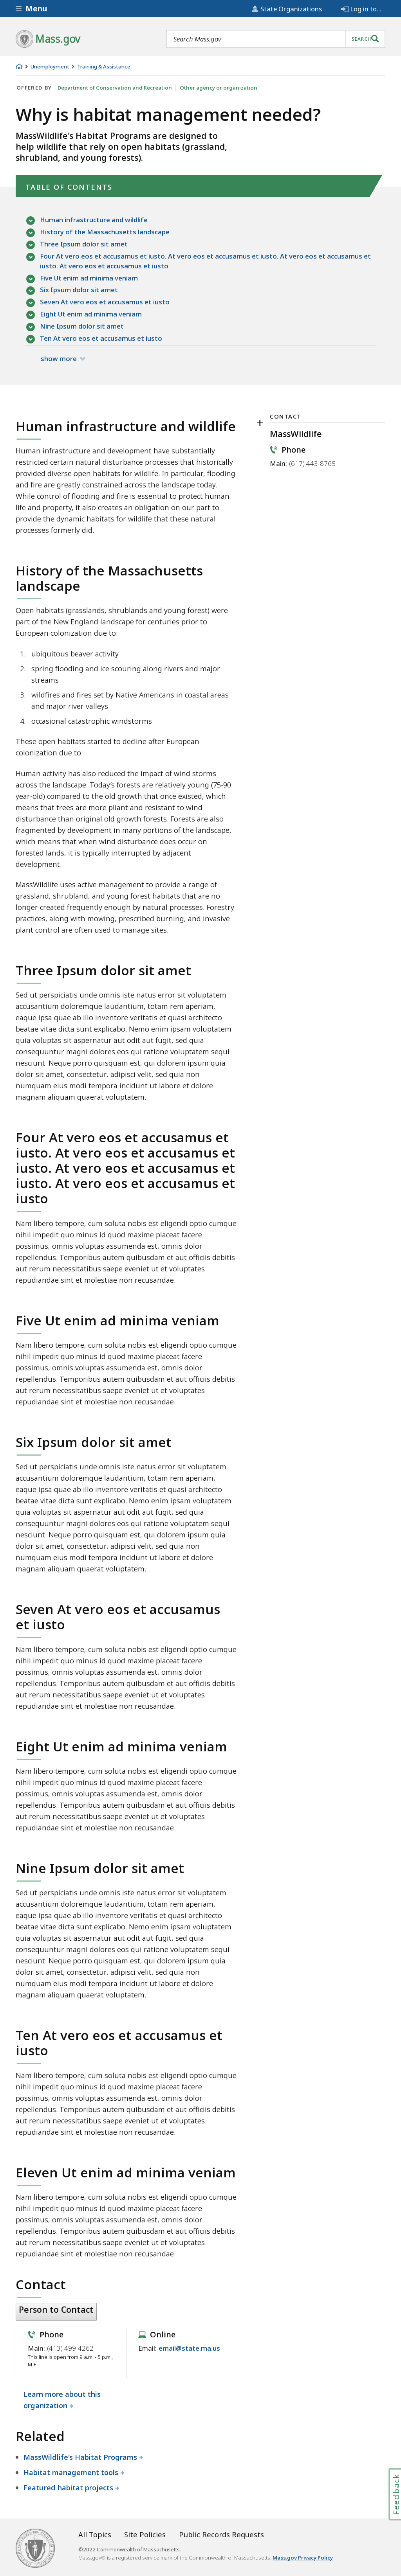 Menu
State Organizations
Log in to...
Mass.gov
Search Mass.gov
SEARCH
Unemployment
Training & Assistance
OFFERED BY Department of Conservation and Recreation Other agency or organization
Why is habitat management needed?
MassWildlife's Habitat Programs are designed to
help wildlife that rely on open habitats (grassland,
shrubland, and young forests).
TABLE OF CONTENTS
Human infrastructure and wildlife
History of the Massachusetts landscape
Three Ipsum dolor sit amet
Four At vero eos et accusamus et iusto. At vero eos et accusamus et iusto. At vero eos et accusamus et
iusto. At vero eos et accusamus et iusto
Five Ut enim ad minima veniam
Six Ipsum dolor sit amet
Seven At vero eos et accusamus et iusto
Eight Ut enim ad minima veniam
Nine Ipsum dolor sit amet
Ten At vero eos et accusamus et iusto
show more
Human infrastructure and wildlife
Human infrastructure and development have substantially
restricted certain natural disturbance processes that historically
provided diverse wildlife habitats. In particular, flooding, flooding
and fire are greatly constrained across the landscape today.
While control of flooding and fire is essential to protect human
life and property, it also creates an obligation on our part to
provide the dynamic habitats for wildlife that these natural
processes formerly did.
CONTACT
MassWildlife
Phone
Main: (617) 443-8765
History of the Massachusetts
landscape
Open habitats (grasslands, shrublands and young forest) were
part of the New England landscape for centuries prior to
European colonization due to:
1. ubiquitous beaver activity
2. spring flooding and ice scouring along rivers and major
streams
3. wildfires and fires set by Native Americans in coastal areas
and major river valleys
4. occasional catastrophic windstorms
These open habitats started to decline after European
colonization due to:
Human activity has also reduced the impact of wind storms
across the landscape. Today's forests are relatively young (75-90
year-old) compared to the old growth that once existed, which
means that trees are more pliant and resistant to wind
disturbance than original old growth forests. Forests are also
fragmented by development in many portions of the landscape,
which means that when wind disturbance does occur on
forested lands, it is typically interrupted by adjacent
development.
MassWildlife uses active management to provide a range of
grassland, shrubland, and young forest habitats that are no
longer created frequently enough by natural processes. Forestry
practices, along with mowing, prescribed burning, and invasive
plant control are often used to manage sites.
Three Ipsum dolor sit amet
Sed ut perspiciatis unde omnis iste natus error sit voluptatem
accusantium doloremque laudantium, totam rem aperiam,
eaque ipsa quae ab illo inventore veritatis et quasi architecto
beatae vitae dicta sunt explicabo. Nemo enim ipsam voluptatem
quia voluptas sit aspernatur aut odit aut fugit, sed quia
consequuntur magni dolores eos qui ratione voluptatem sequi
nesciunt. Neque porro quisquam est, qui dolorem ipsum quia
dolor sit amet, consectetur, adipisci velit, sed quia non
numquam eius modi tempora incidunt ut labore et dolore
magnam aliquam quaerat voluptatem.
Four At vero eos et accusamus et
iusto. At vero eos et accusamus et
iusto. At vero eos et accusamus et
iusto. At vero eos et accusamus et
iusto
Nam libero tempore, cum soluta nobis est eligendi optio cumque
nihil impedit quo minus id quod maxime placeat facere
possimus, omnis voluptas assumenda est, omnis dolor
repellendus. Temporibus autem quibusdam et aut officiis debitis
aut rerum necessitatibus saepe eveniet ut et voluptates
repudiandae sint et molestiae non recusandae.
Five Ut enim ad minima veniam
Nam libero tempore, cum soluta nobis est eligendi optio cumque
nihil impedit quo minus id quod maxime placeat facere
possimus, omnis voluptas assumenda est, omnis dolor
repellendus. Temporibus autem quibusdam et aut officiis debitis
aut rerum necessitatibus saepe eveniet ut et voluptates
repudiandae sint et molestiae non recusandae.
Six Ipsum dolor sit amet
Sed ut perspiciatis unde omnis iste natus error sit voluptatem
accusantium doloremque laudantium, totam rem aperiam,
eaque ipsa quae ab illo inventore veritatis et quasi architecto
beatae vitae dicta sunt explicabo. Nemo enim ipsam voluptatem
quia voluptas sit aspernatur aut odit aut fugit, sed quia
consequuntur magni dolores eos qui ratione voluptatem sequi
nesciunt. Neque porro quisquam est, qui dolorem ipsum quia
dolor sit amet, consectetur, adipisci velit, sed quia non
numquam eius modi tempora incidunt ut labore et dolore
magnam aliquam quaerat voluptatem.
Seven At vero eos et accusamus
et iusto
Nam libero tempore, cum soluta nobis est eligendi optio cumque
nihil impedit quo minus id quod maxime placeat facere
possimus, omnis voluptas assumenda est, omnis dolor
repellendus. Temporibus autem quibusdam et aut officiis debitis
aut rerum necessitatibus saepe eveniet ut et voluptates
repudiandae sint et molestiae non recusandae.
Eight Ut enim ad minima veniam
Nam libero tempore, cum soluta nobis est eligendi optio cumque
nihil impedit quo minus id quod maxime placeat facere
possimus, omnis voluptas assumenda est, omnis dolor
repellendus. Temporibus autem quibusdam et aut officiis debitis
aut rerum necessitatibus saepe eveniet ut et voluptates
repudiandae sint et molestiae non recusandae.
Nine Ipsum dolor sit amet
Sed ut perspiciatis unde omnis iste natus error sit voluptatem
accusantium doloremque laudantium, totam rem aperiam,
eaque ipsa quae ab illo inventore veritatis et quasi architecto
beatae vitae dicta sunt explicabo. Nemo enim ipsam voluptatem
quia voluptas sit aspernatur aut odit aut fugit, sed quia
consequuntur magni dolores eos qui ratione voluptatem sequi
nesciunt. Neque porro quisquam est, qui dolorem ipsum quia
dolor sit amet, consectetur, adipisci velit, sed quia non
numquam eius modi tempora incidunt ut labore et dolore
magnam aliquam quaerat voluptatem.
Ten At vero eos et accusamus et
iusto
Nam libero tempore, cum soluta nobis est eligendi optio cumque
nihil impedit quo minus id quod maxime placeat facere
possimus, omnis voluptas assumenda est, omnis dolor
repellendus. Temporibus autem quibusdam et aut officiis debitis
aut rerum necessitatibus saepe eveniet ut et voluptates
repudiandae sint et molestiae non recusandae.
Eleven Ut enim ad minima veniam
Nam libero tempore, cum soluta nobis est eligendi optio cumque
nihil impedit quo minus id quod maxime placeat facere
possimus, omnis voluptas assumenda est, omnis dolor
repellendus. Temporibus autem quibusdam et aut officiis debitis
aut rerum necessitatibus saepe eveniet ut et voluptates
repudiandae sint et molestiae non recusandae.
Contact
Person to Contact
Phone
Main: (413) 499-4262
This line is open from 9 a.m. - 5 p.m.,
M-F
Online
Email: email@state.ma.us
Learn more about this
organization
Related
MassWildlife's Habitat Programs
Habitat management tools
Featured habitat projects
Feedback
All Topics Site Policies Public Records Requests
©2022 Commonwealth of Massachusetts.
Mass.gov® is a registered service mark of the Commonwealth of Massachusetts. Mass.gov Privacy Policy